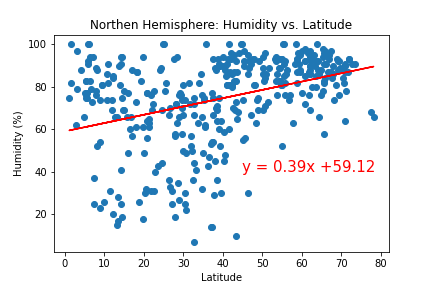 Northen Hemisphere: Humidity vs. Latitude
100
80
60
40
20
Humidity (%)
y = 0.39x +59.12
0 10 20 30 40 50 60 70 80
Latitude